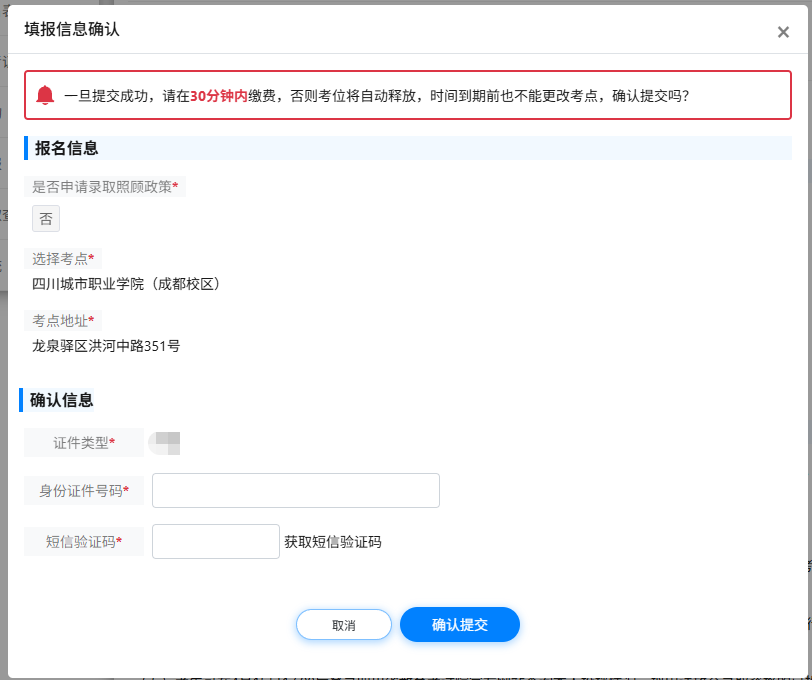 填报信息确认
×
一旦提交成功，请在30分钟内缴费，否则考位将自动释放，时间到期前也不能更改考点，确认提交吗？
报名信息
是否申请录取照顾政策*
否
选择考点*
四川城市职业学院（成都校区）
考点地址*
龙泉驿区洪河中路351号
确认信息
证件类型*
身份证件号码*
短信验证码*
获取短信验证码
取消
确认提交